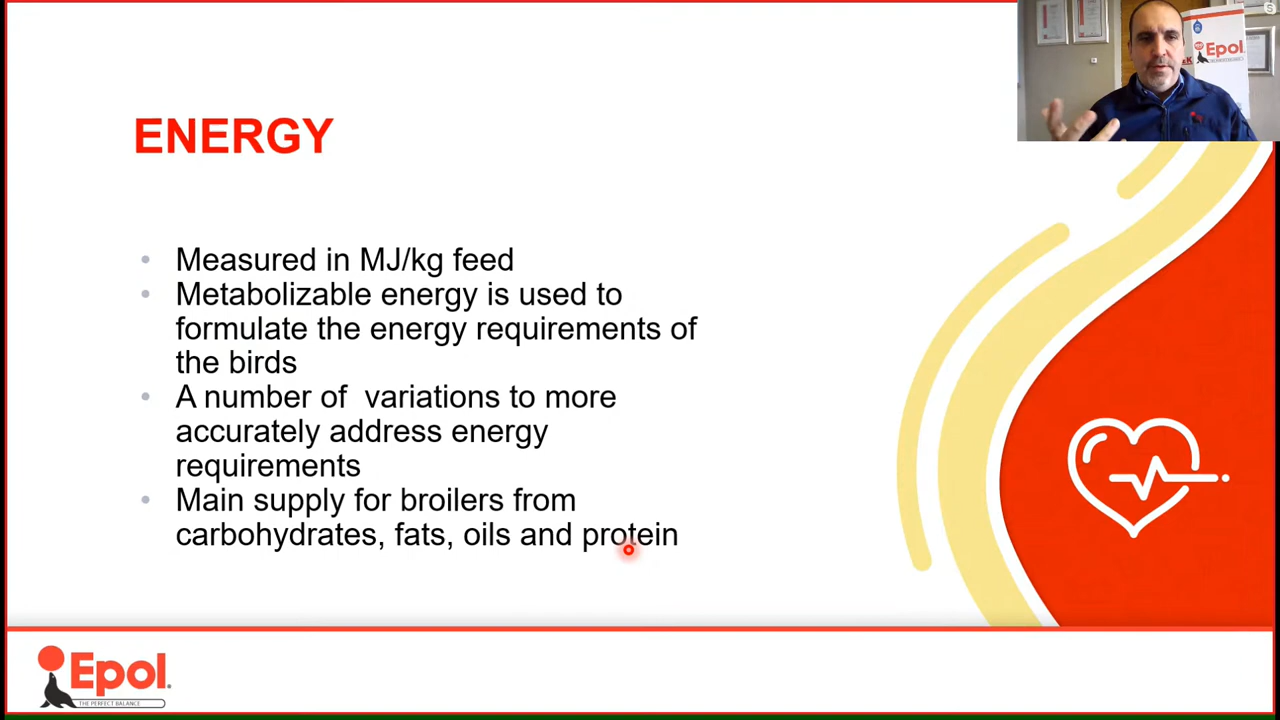 Epol
ENERGY
• Measured in MJ/kg feed
• Metabolizable energy is used to
formulate the energy requirements of
the birds
• A number of  variations to more
accurately address energy
requirements
• Main supply for broilers from
carbohydrates, fats, oils and protein
Epol
THE PERFECT BALANCE